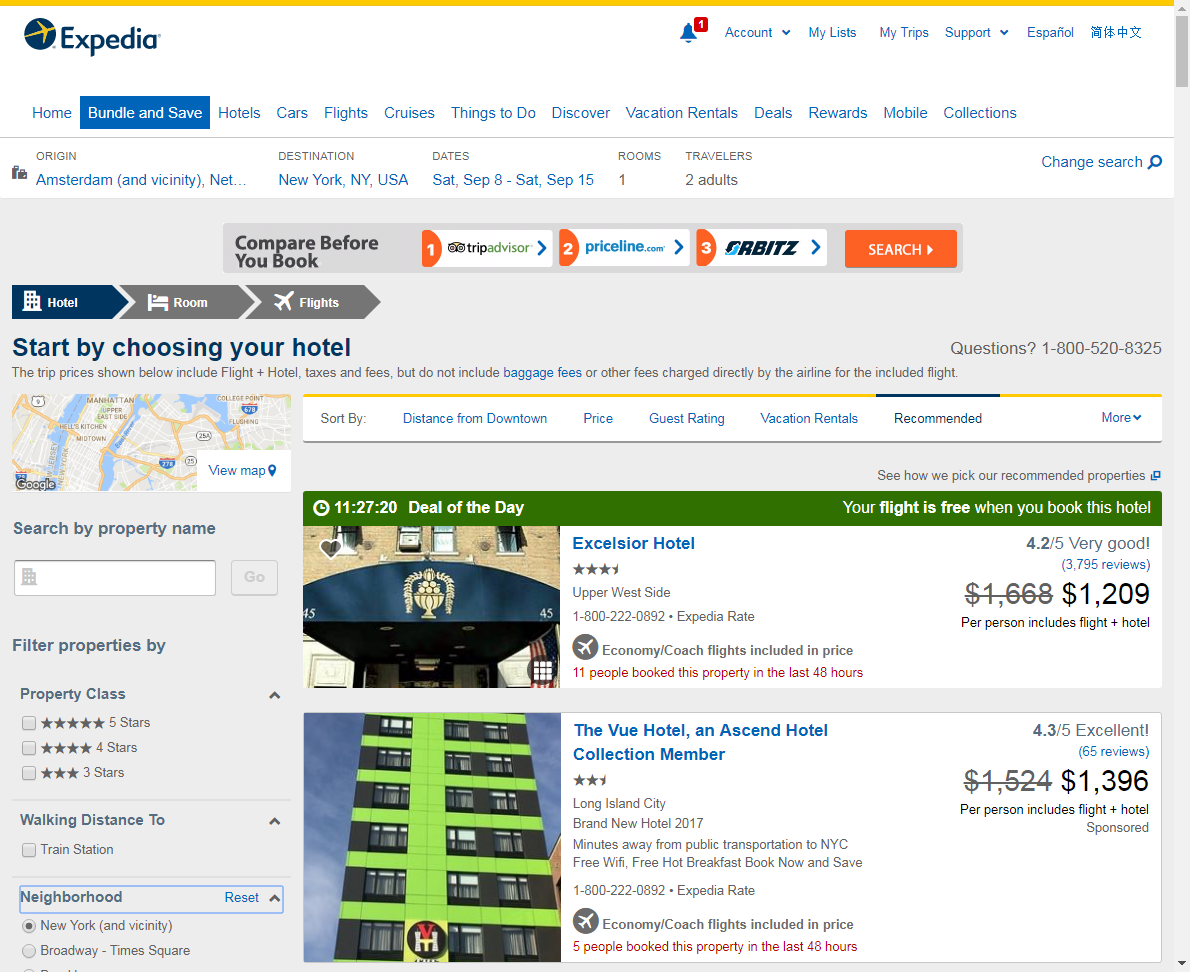 Expedia
1
Account
My Lists
My Trips
Support
Español
简体中文
Home
Bundle and Save
Hotels
Cars
Flights
Cruises
Things to Do
Discover
Vacation Rentals
Deals
Rewards
Mobile
Collections
ORIGIN
Amsterdam (and vicinity), Net...
DESTINATION
New York, NY, USA
DATES
Sat, Sep 8 - Sat, Sep 15
ROOMS
1
TRAVELERS
2 adults
Change search
Compare Before
You Book
1 tripadvisor
2 priceline.com
3 ORBITZ
SEARCH
Hotel
Room
Flights
Start by choosing your hotel
Questions? 1-800-520-8325
The trip prices shown below include Flight + Hotel, taxes and fees, but do not include baggage fees or other fees charged directly by the airline for the included flight.
MANHATTAN
UPPER
EAST SIDE
HELL'S KITCHEN
MIDTOWN
COLLEGE POINT
FLUSHING
East River
NEW JERSEY
NEW YORK
9
678
25A
25
278
Google
View map
Sort By:
Distance from Downtown
Price
Guest Rating
Vacation Rentals
Recommended
More
See how we pick our recommended properties
Search by property name
Go
Filter properties by
Property Class
5 Stars
4 Stars
3 Stars
Walking Distance To
Train Station
Neighborhood
Reset
New York (and vicinity)
Broadway - Times Square
11:27:20 Deal of the Day
Your flight is free when you book this hotel
45
45
Excelsior Hotel
Upper West Side
1-800-222-0892 • Expedia Rate
Economy/Coach flights included in price
11 people booked this property in the last 48 hours
4.2/5 Very good!
(3,795 reviews)
$1,668 $1,209
Per person includes flight + hotel
The Vue Hotel, an Ascend Hotel
Collection Member
Long Island City
Brand New Hotel 2017
Minutes away from public transportation to NYC
Free Wifi, Free Hot Breakfast Book Now and Save
1-800-222-0892 • Expedia Rate
Economy/Coach flights included in price
5 people booked this property in the last 48 hours
4.3/5 Excellent!
(65 reviews)
$1,524 $1,396
Per person includes flight + hotel
Sponsored